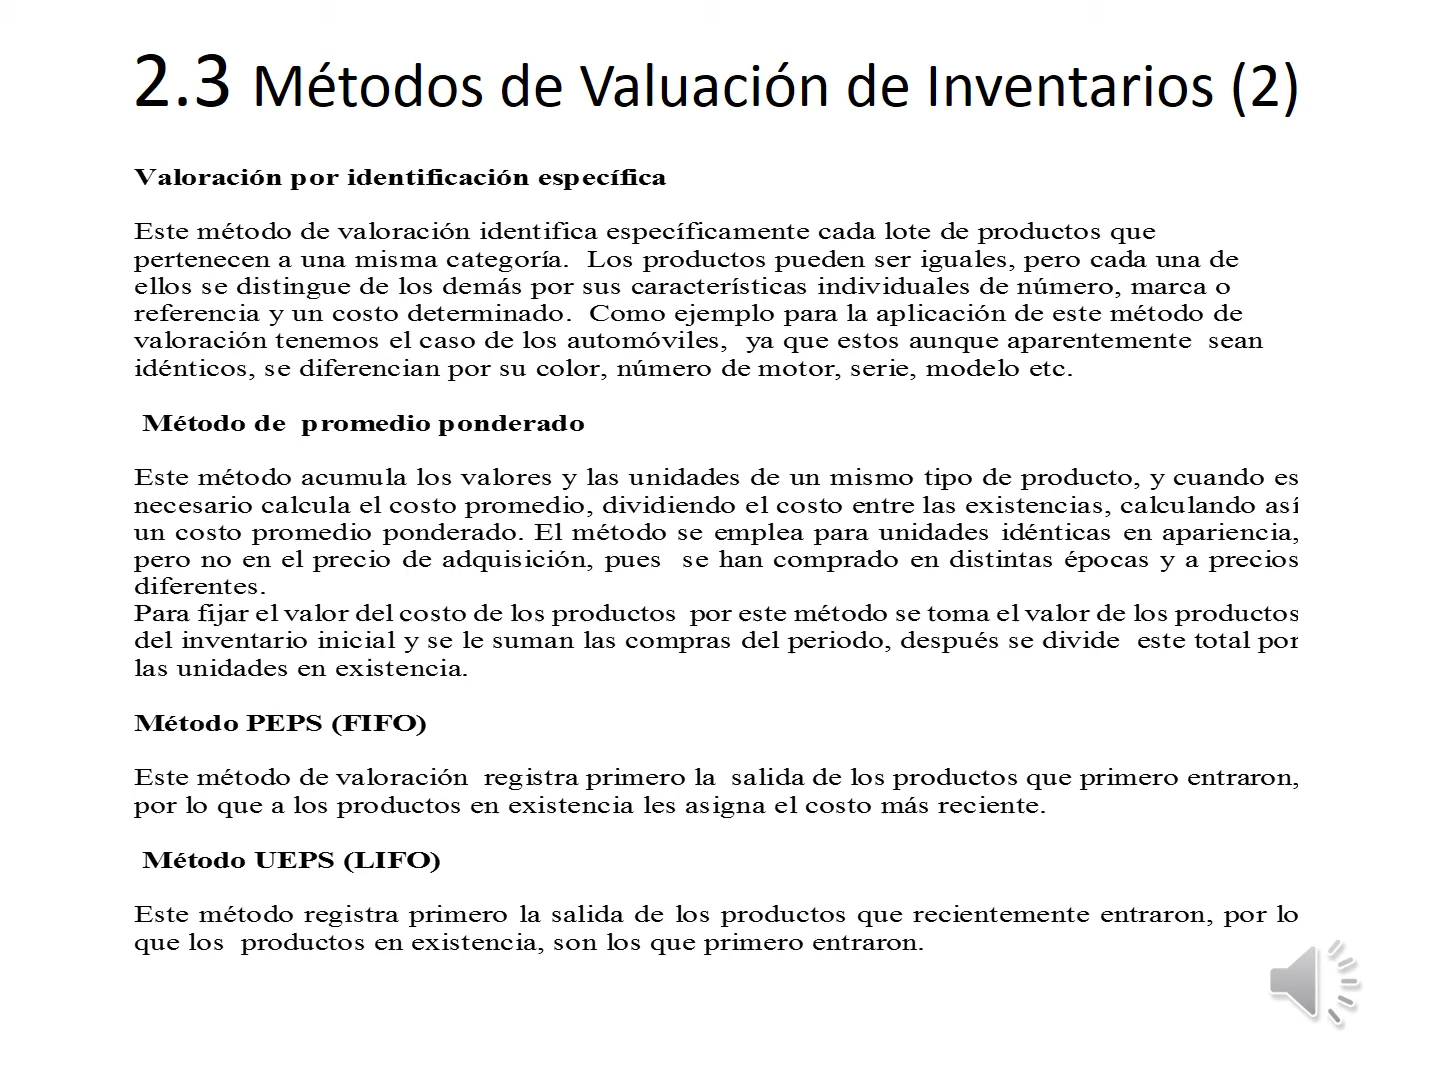 2.3 Métodos de Valuación de Inventarios (2)
Valoración por identificación específica
Este método de valoración identifica específicamente cada lote de productos que
pertenecen a una misma categoría. Los productos pueden ser iguales, pero cada una de
ellos se distingue de los demás por sus características individuales de número, marca o
referencia y un costo determinado. Como ejemplo para la aplicación de este método de
valoración tenemos el caso de los automóviles, ya que estos aunque aparentemente sean
idénticos, se diferencian por su color, número de motor, serie, modelo etc.
Método de promedio ponderado
Este método acumula los valores y las unidades de un mismo tipo de producto, y cuando es
necesario calcula el costo promedio, dividiendo el costo entre las existencias, calculando así
un costo promedio ponderado. El método se emplea para unidades idénticas en apariencia,
pero no en el precio de adquisición, pues se han comprado en distintas épocas y a precios
diferentes.
Para fijar el valor del costo de los productos por este método se toma el valor de los productos
del inventario inicial y se le suman las compras del periodo, después se divide este total por
las unidades en existencia.
Método PEPS (FIFO)
Este método de valoración registra primero la salida de los productos que primero entraron,
por lo que a los productos en existencia les asigna el costo más reciente.
Método UEPS (LIFO)
Este método registra primero la salida de los productos que recientemente entraron, por lo
que los productos en existencia, son los que primero entraron.